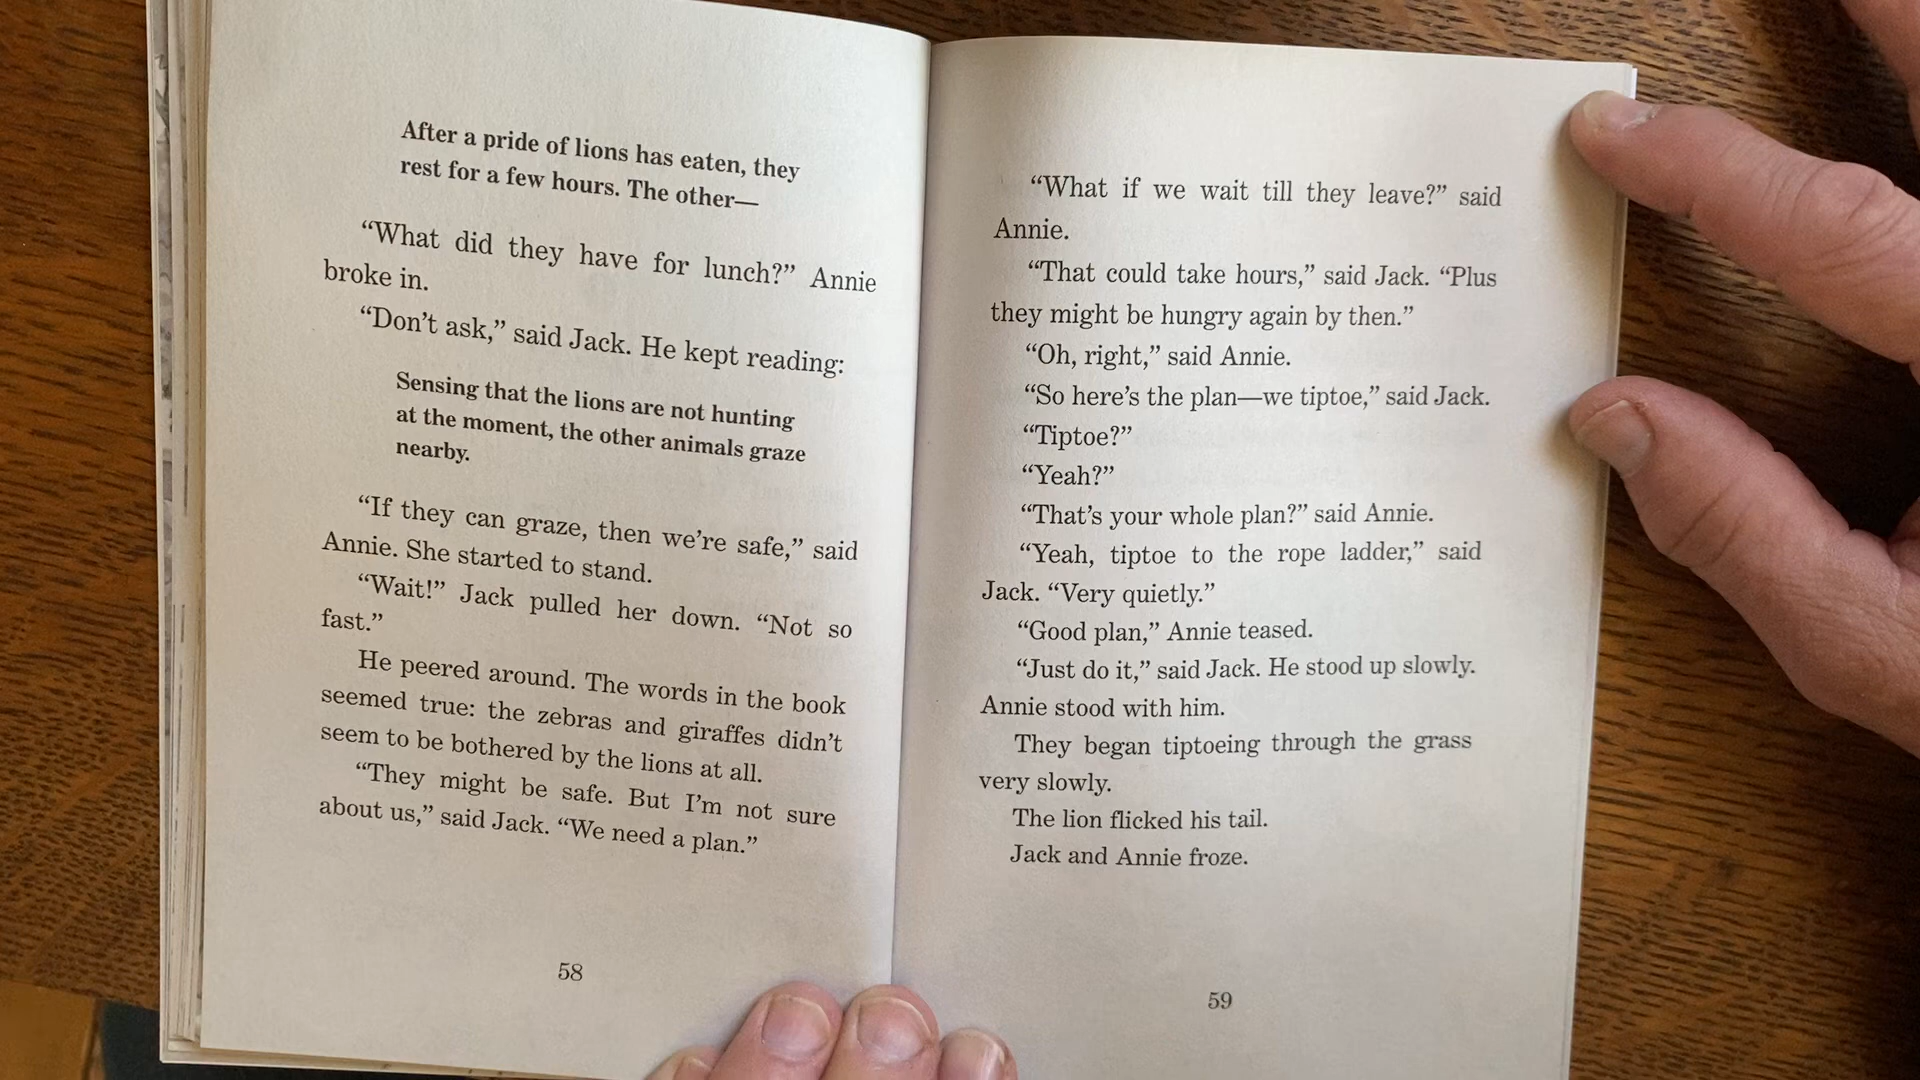 After a pride of lions has eaten, they
rest for a few hours. The other—
“What did they have for lunch?” Annie
broke in.
“Don’t ask,” said Jack. He kept reading:
Sensing that the lions are not hunting
at the moment, the other animals graze
nearby.
“If they can graze, then we’re safe,” said
Annie. She started to stand.
“Wait!” Jack pulled her down. “Not so
fast.”
He peered around. The words in the book
seemed true: the zebras and giraffes didn’t
seem to be bothered by the lions at all.
“They might be safe. But I’m not sure
about us,” said Jack. “We need a plan.”
58
“What if we wait till they leave?” said
Annie.
“That could take hours,” said Jack. “Plus
they might be hungry again by then.”
“Oh, right,” said Annie.
“So here’s the plan—we tiptoe,” said Jack.
“Tiptoe?”
“Yeah?”
“That’s your whole plan?” said Annie.
“Yeah, tiptoe to the rope ladder,” said
Jack. “Very quietly.”
“Good plan,” Annie teased.
“Just do it,” said Jack. He stood up slowly.
Annie stood with him.
They began tiptoeing through the grass
very slowly.
The lion flicked his tail.
Jack and Annie froze.
59